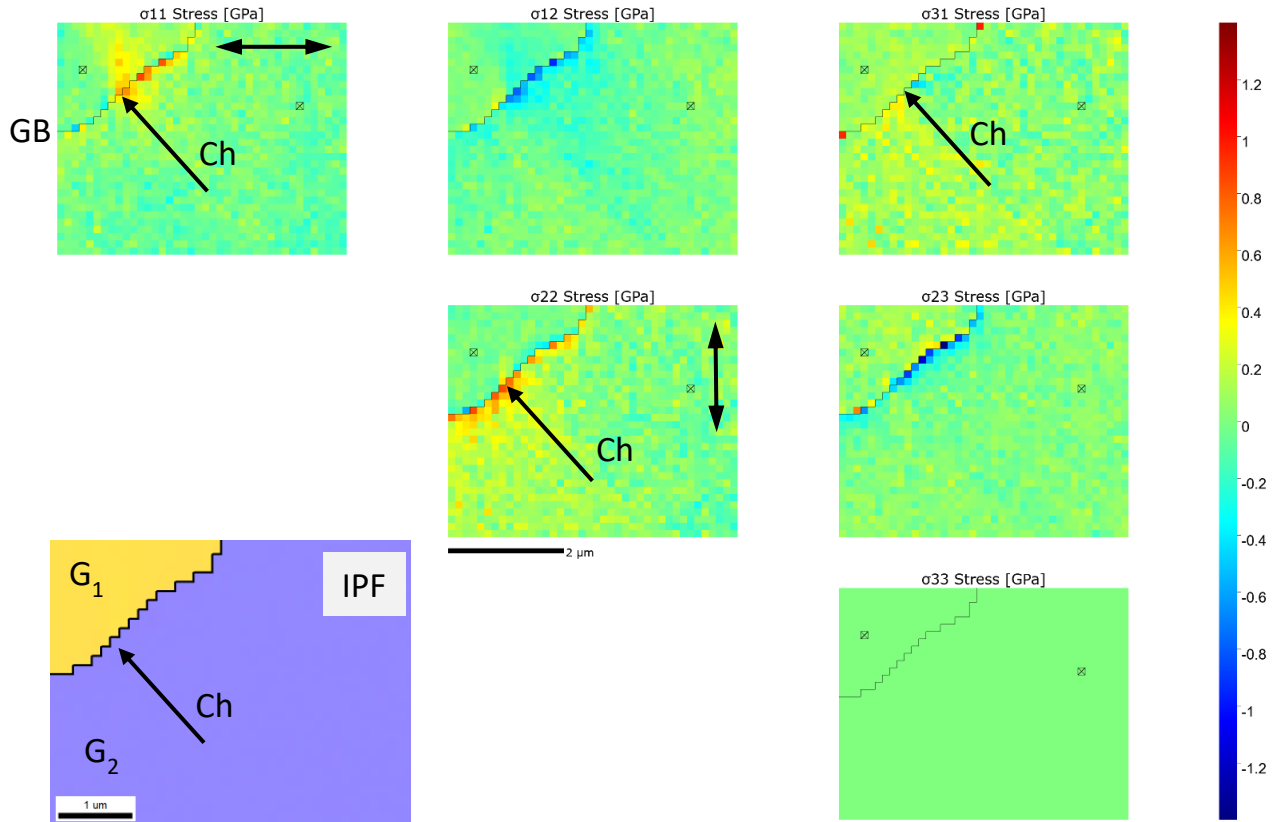 σ11 Stress [GPa]
σ12 Stress [GPa]
σ31 Stress [GPa]
GB
Ch
Ch
σ22 Stress [GPa]
σ23 Stress [GPa]
Ch
2 μm
G1
IPF
Ch
G2
1 um
σ33 Stress [GPa]
1.2
1
0.8
0.6
0.4
0.2
0
-0.2
-0.4
-0.6
-0.8
-1
-1.2